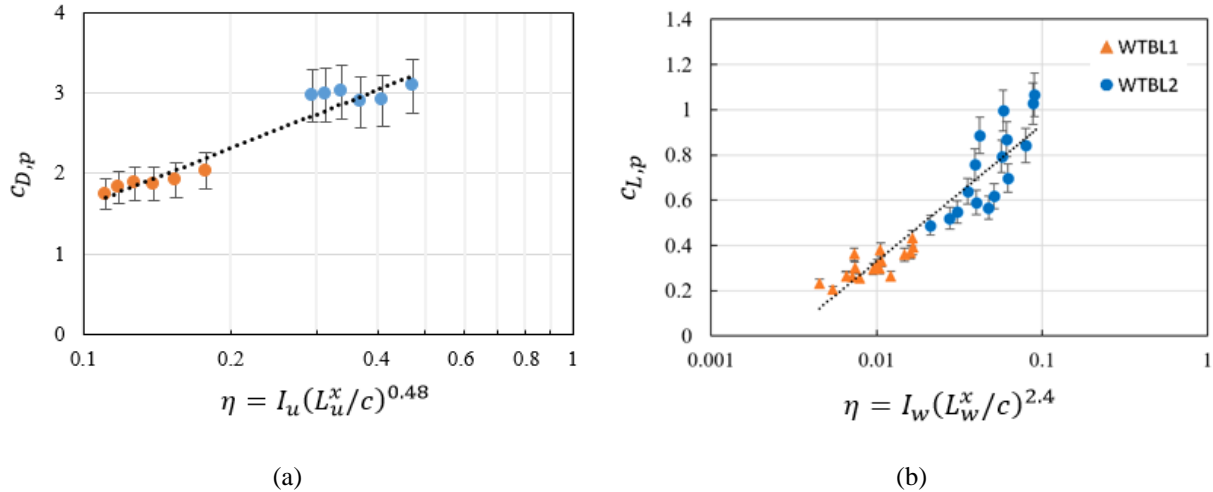 4
3
2
1
0
c_{D,p}
0.1 0.2 0.4 0.6 0.8 1
η = I_u(L_u^x/c)^{0.48}
(a)
1.4
1.2
1
0.8
0.6
0.4
0.2
0
c_{L,p}
WTBL1
WTBL2
0.001 0.01 0.1 1
η = I_w(L_w^x/c)^{2.4}
(b)